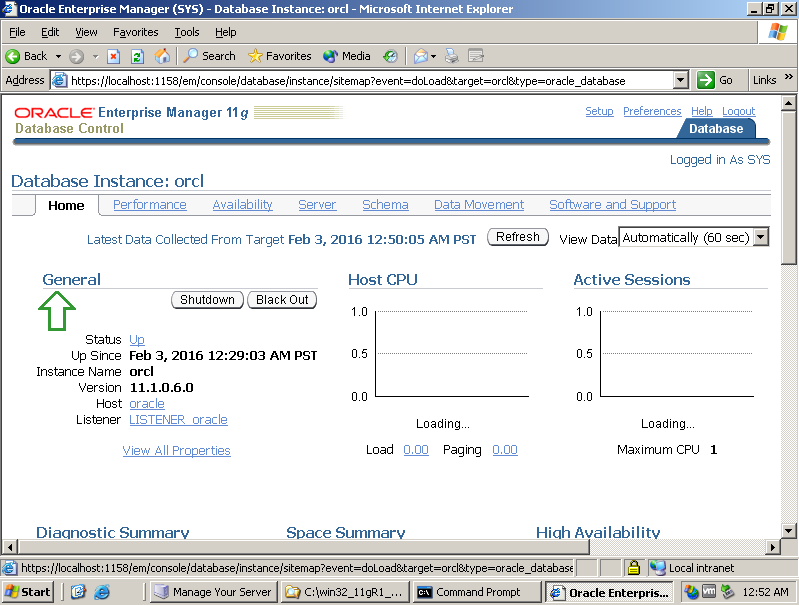 Oracle Enterprise Manager (SYS) - Database Instance: orcl - Microsoft Internet Explorer
File Edit View Favorites Tools Help
Back Search Favorites Media
Address https://localhost:1158/em/console/database/instance/sitemap?event=doLoad&target=orcl&type=oracle_database Go Links »
ORACLE Enterprise Manager 11g
Database Control
Setup Preferences Help Logout
Database
Logged in As SYS
Database Instance: orcl
Home Performance Availability Server Schema Data Movement Software and Support
Latest Data Collected From Target Feb 3, 2016 12:50:05 AM PST Refresh View Data Automatically (60 sec)
General
Shutdown Black Out
Status Up
Up Since Feb 3, 2016 12:29:03 AM PST
Instance Name orcl
Version 11.1.0.6.0
Host oracle
Listener LISTENER_oracle
View All Properties
Host CPU
1.0
0.5
0.0
Loading...
Load 0.00 Paging 0.00
Active Sessions
1.0
0.5
0.0
Loading...
Maximum CPU 1
Diagnostic Summary Space Summary High Availability
https://localhost:1158/em/console/database/instance/sitemap?event=doLoad&target=orcl&type=oracle_database Local intranet
Start Manage Your Server C:\win32_11gR1_... Command Prompt Oracle Enterpris... 12:52 AM